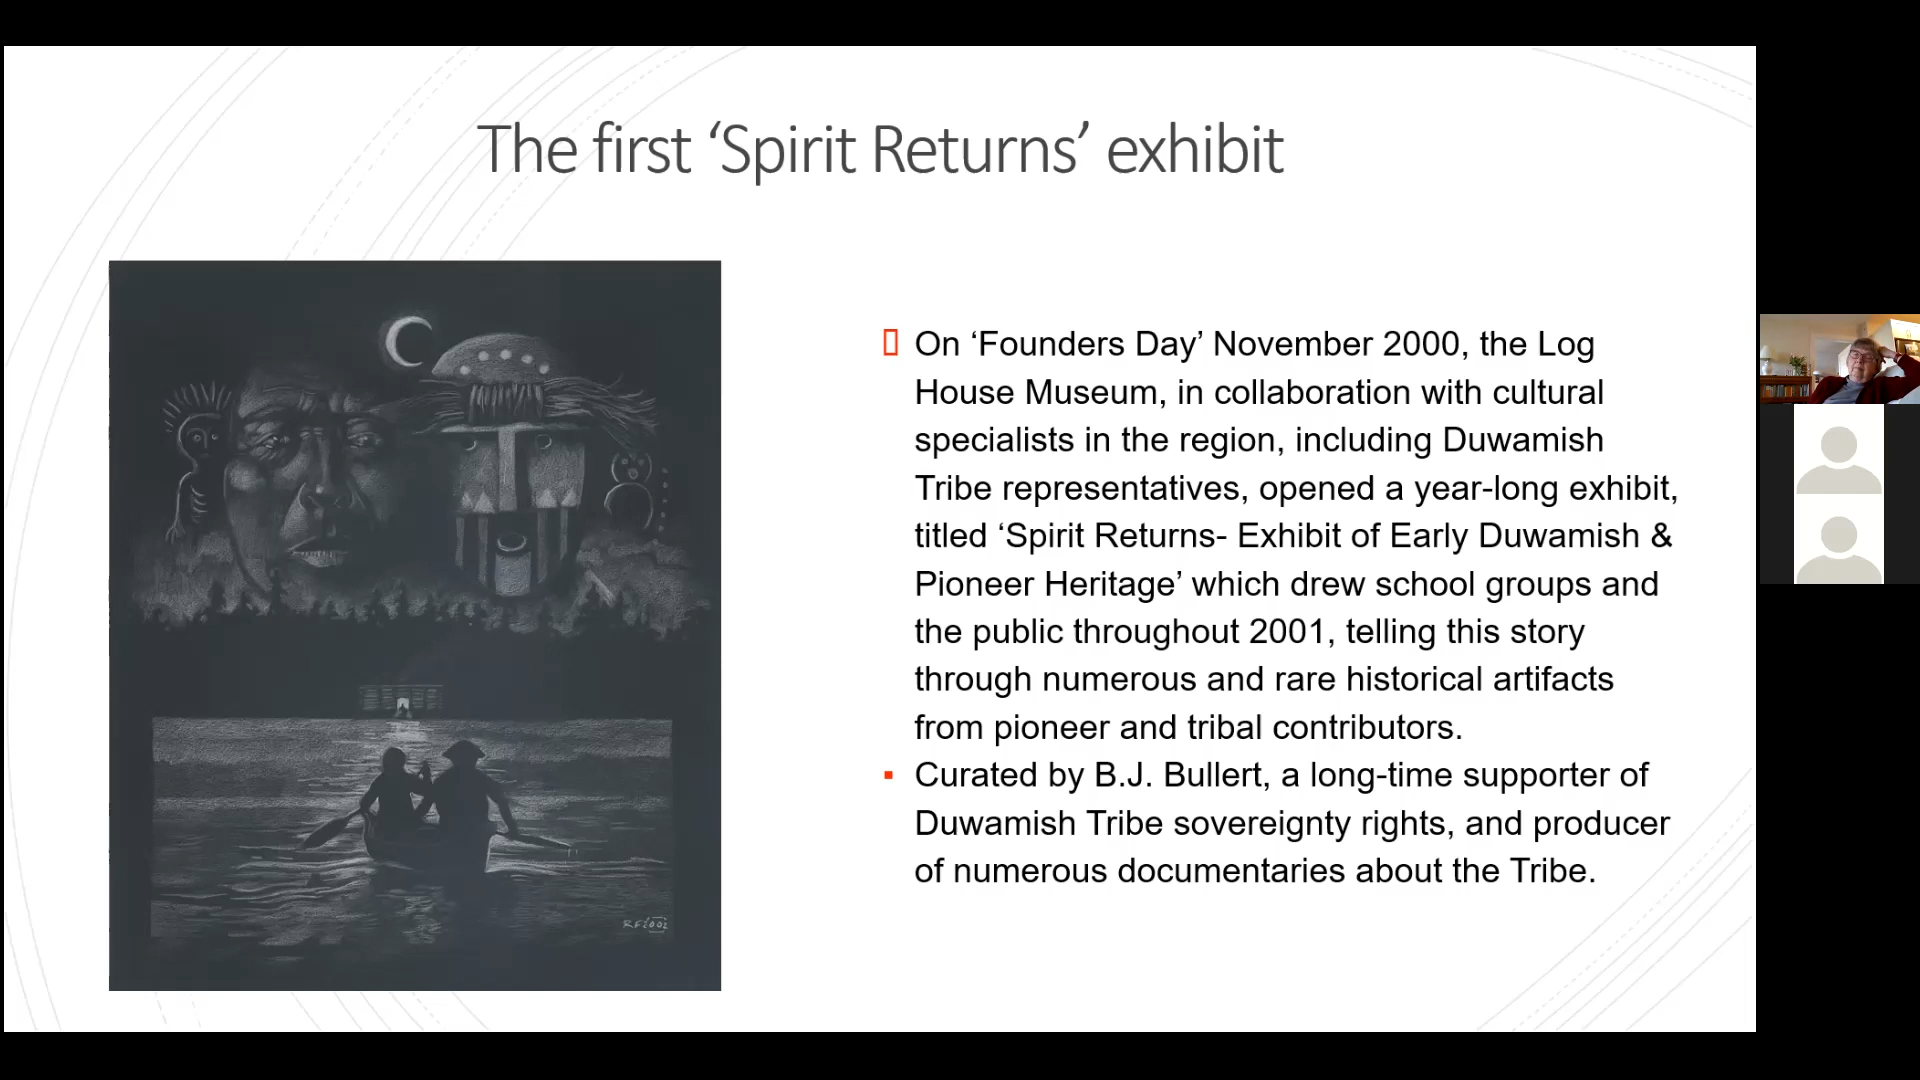 The first ‘Spirit Returns’ exhibit
On ‘Founders Day’ November 2000, the Log
House Museum, in collaboration with cultural
specialists in the region, including Duwamish
Tribe representatives, opened a year-long exhibit,
titled ‘Spirit Returns- Exhibit of Early Duwamish &
Pioneer Heritage’ which drew school groups and
the public throughout 2001, telling this story
through numerous and rare historical artifacts
from pioneer and tribal contributors.
Curated by B.J. Bullert, a long-time supporter of
Duwamish Tribe sovereignty rights, and producer
of numerous documentaries about the Tribe.